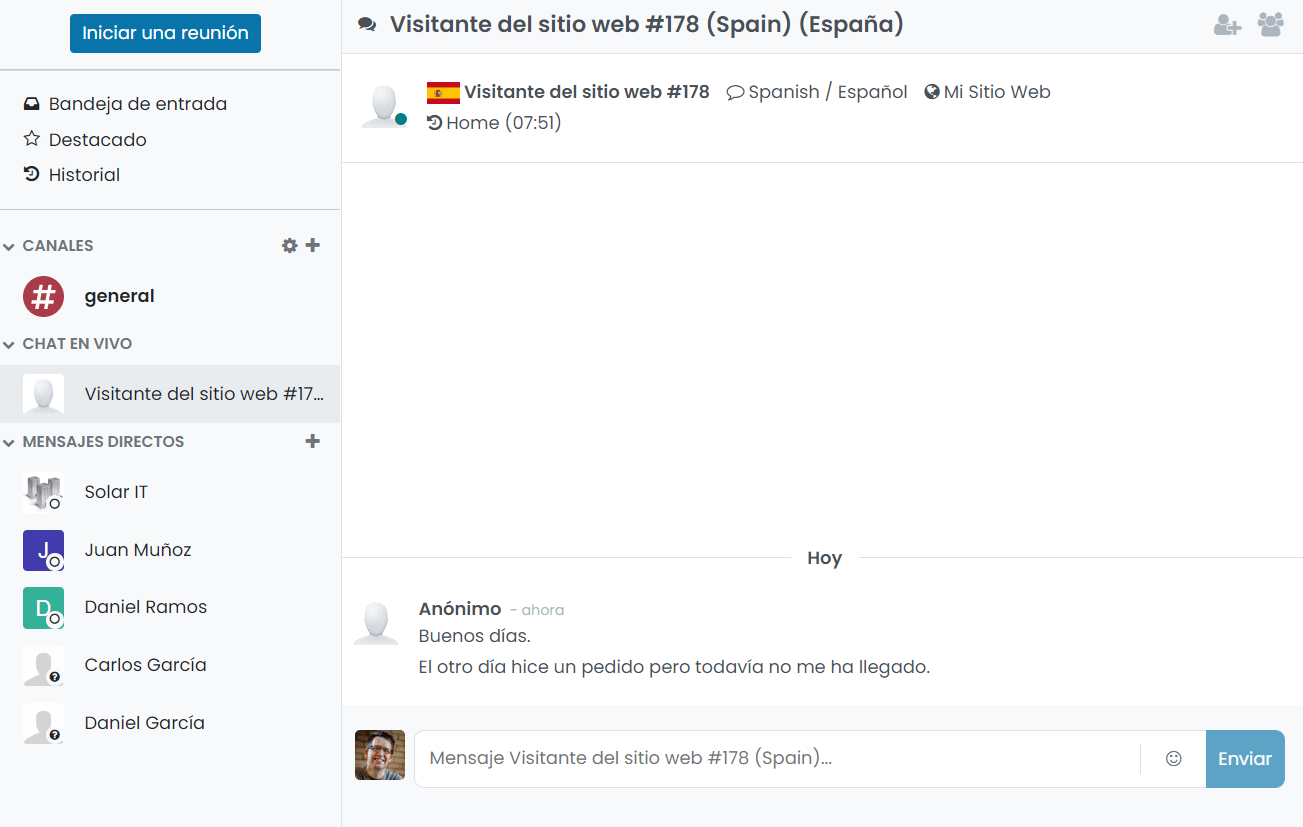 Iniciar una reunión
Bandeja de entrada
Destacado
Historial
CANALES
general
CHAT EN VIVO
Visitante del sitio web #17...
MENSAJES DIRECTOS
Solar IT
J
Juan Muñoz
D
Daniel Ramos
Carlos García
Daniel García
Visitante del sitio web #178 (Spain) (España)
Visitante del sitio web #178 Spanish / Español Mi Sitio Web
Home (07:51)
Hoy
Anónimo - ahora
Buenos días.
El otro día hice un pedido pero todavía no me ha llegado.
Mensaje Visitante del sitio web #178 (Spain)...
Enviar